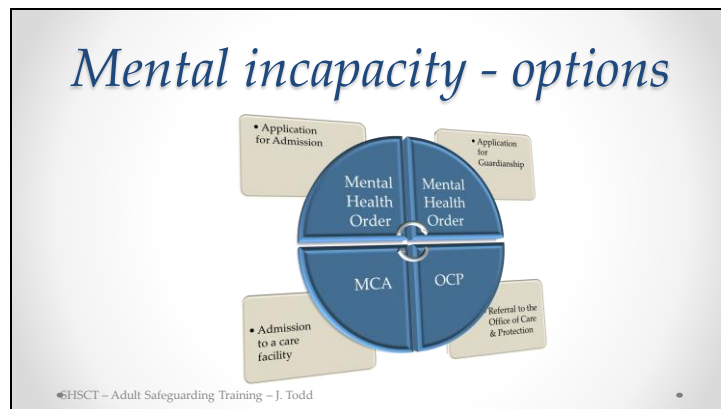 Mental incapacity - options
• Application
for Admission
• Application
for
Guardianship
Mental
Health
Order
Mental
Health
Order
MCA
OCP
• Admission
to a care
facility
• Referral to the
Office of Care
& Protection
SHSCT – Adult Safeguarding Training – J. Todd